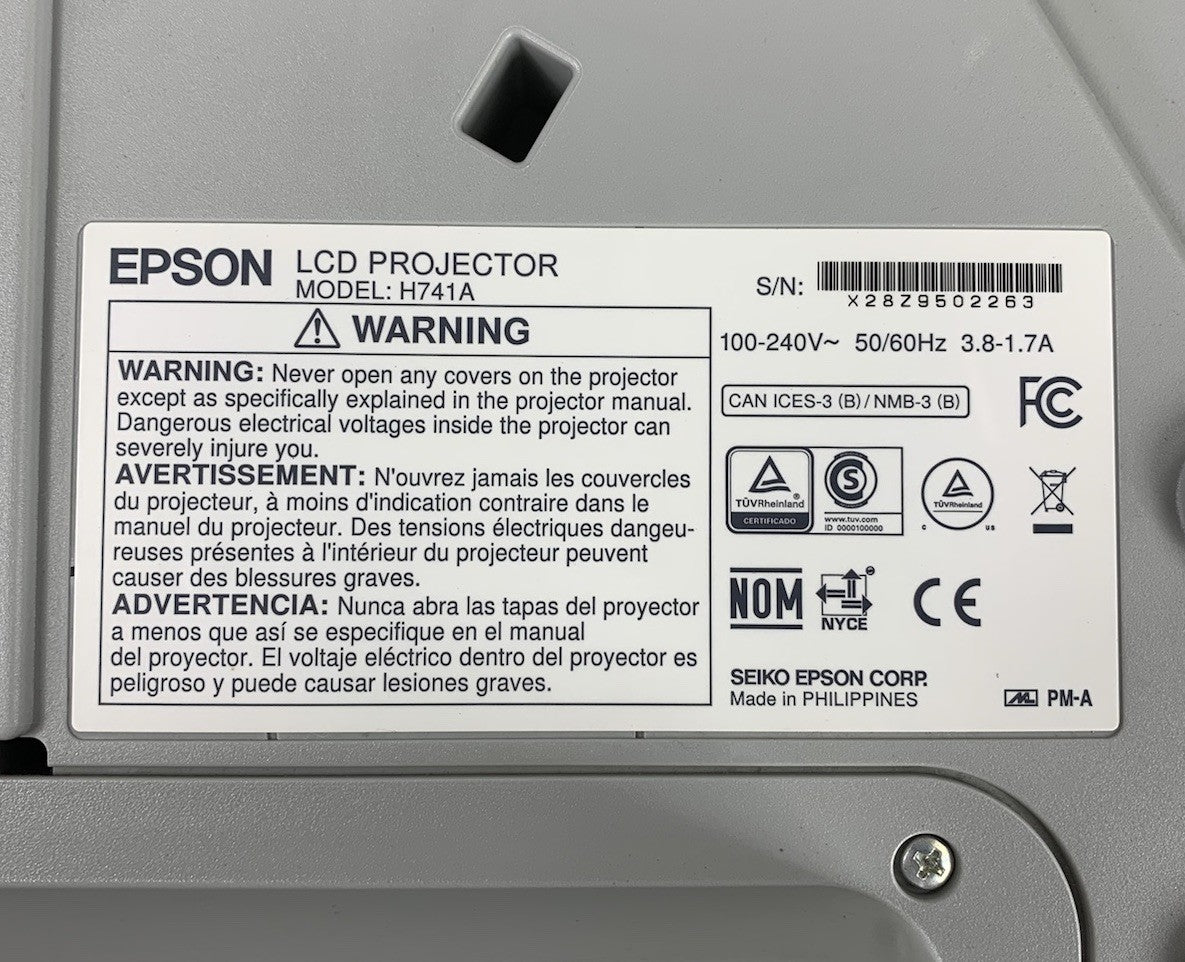 EPSON LCD PROJECTOR
MODEL: H741A
⚠ WARNING
WARNING: Never open any covers on the projector
except as specifically explained in the projector manual.
Dangerous electrical voltages inside the projector can
severely injure you.
AVERTISSEMENT: N'ouvrez jamais les couvercles
du projecteur, à moins d'indication contraire dans le
manuel du projecteur. Des tensions électriques dangeu-
reuses présentes à l'intérieur du projecteur peuvent
causer des blessures graves.
ADVERTENCIA: Nunca abra las tapas del proyector
a menos que así se especifique en el manual
del proyector. El voltaje eléctrico dentro del proyector es
peligroso y puede causar lesiones graves.
S/N:
X28Z9502263
100-240V~ 50/60Hz 3.8-1.7A
CAN ICES-3 (B) / NMB-3 (B)
FC
TÜVRheinland®
CERTIFICADO
S
www.tuv.com
ID 0000100000
TÜVRheinland
C US
NOM
NYCE
CE
SEIKO EPSON CORP.
Made in PHILIPPINES
ML PM-A